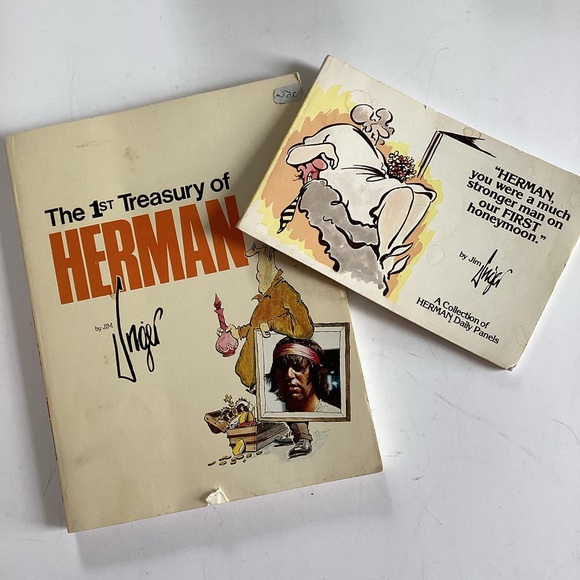 The 1ST Treasury of
HERMAN
by JIM
Unger
"HERMAN,
you were a much
stronger man on
our FIRST
honeymoon."
by Jim
Unger
A Collection of
HERMAN Daily Panels